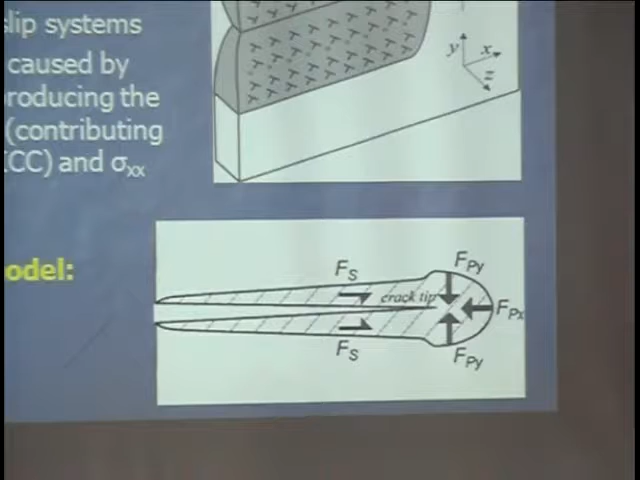 slip systems
caused by
roducing the
(contributing
CC) and σxx
y
x
z
odel:
FS
FPy
crack tip
FPx
FS
FPy